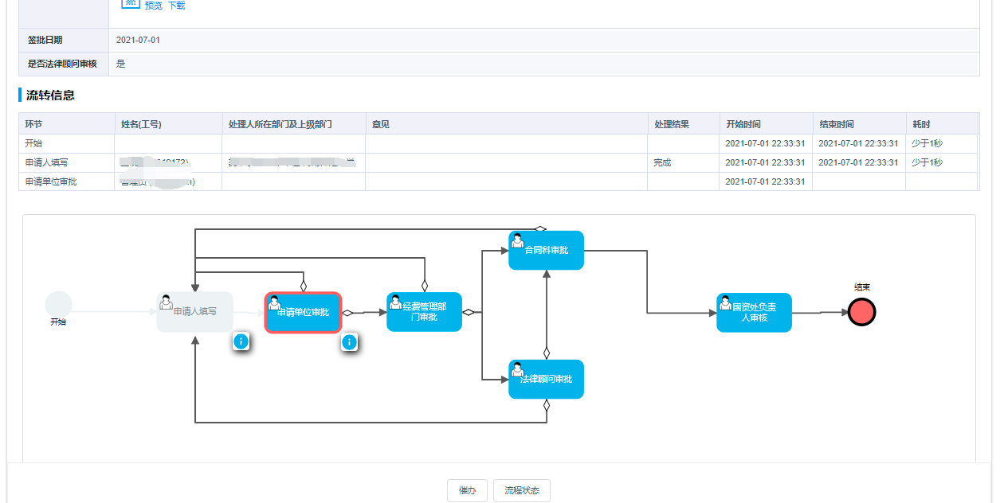 预览 下载
签批日期 2021-07-01
是否法律顾问审核 是
流转信息
环节 姓名(工号) 处理人所在部门及上级部门 意见 处理结果 开始时间 结束时间 耗时
开始 2021-07-01 22:33:31 2021-07-01 22:33:31 少于1秒
申请人填写 完成 2021-07-01 22:33:31 2021-07-01 22:33:31 少于1秒
申请单位审批 2021-07-01 22:33:31
合同科审批
结束
开始
申请人填写
申请单位审批
经费管理部
门审批
国资处负责
人审核
法律顾问审批
催办 流程状态